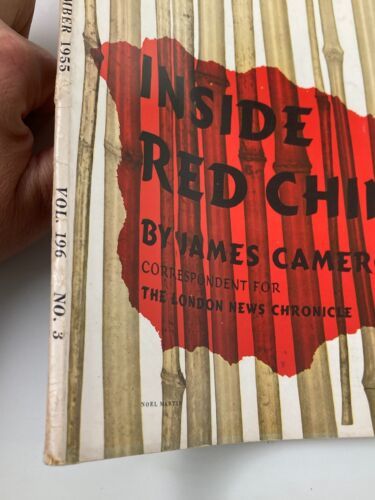 MBER 1955
VOL. 196 NO. 3
INSIDE
RED CHI
BY JAMES CAMER
CORRESPONDENT FOR
THE LONDON NEWS CHRONICLE
NOEL MARTIN